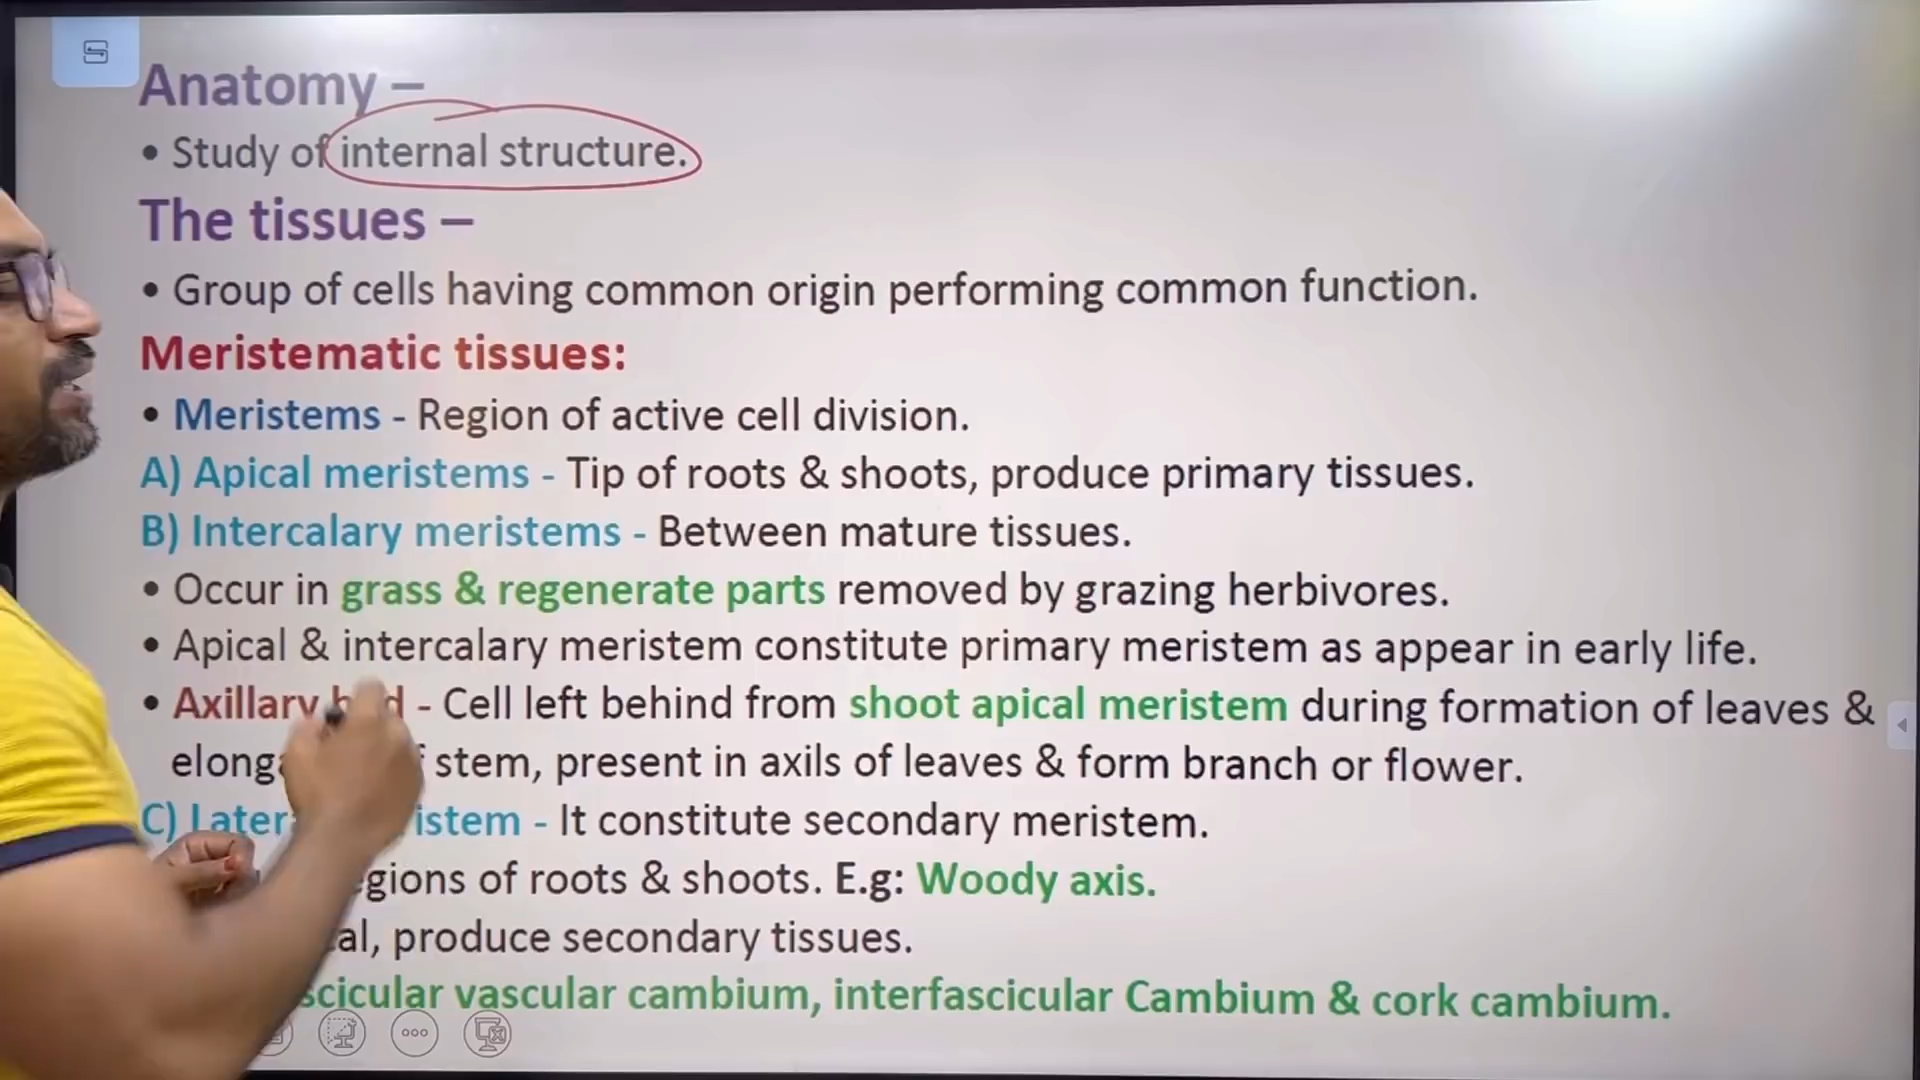 Anatomy –
• Study of internal structure.
The tissues –
• Group of cells having common origin performing common function.
Meristematic tissues:
• Meristems - Region of active cell division.
A) Apical meristems - Tip of roots & shoots, produce primary tissues.
B) Intercalary meristems - Between mature tissues.
• Occur in grass & regenerate parts removed by grazing herbivores.
• Apical & intercalary meristem constitute primary meristem as appear in early life.
• Axillary - Cell left behind from shoot apical meristem during formation of leaves &
stem, present in axils of leaves & form branch or flower.
C) - It constitute secondary meristem.
of roots & shoots. E.g: Woody axis.
produce secondary tissues.
vascular cambium, interfascicular Cambium & cork cambium.